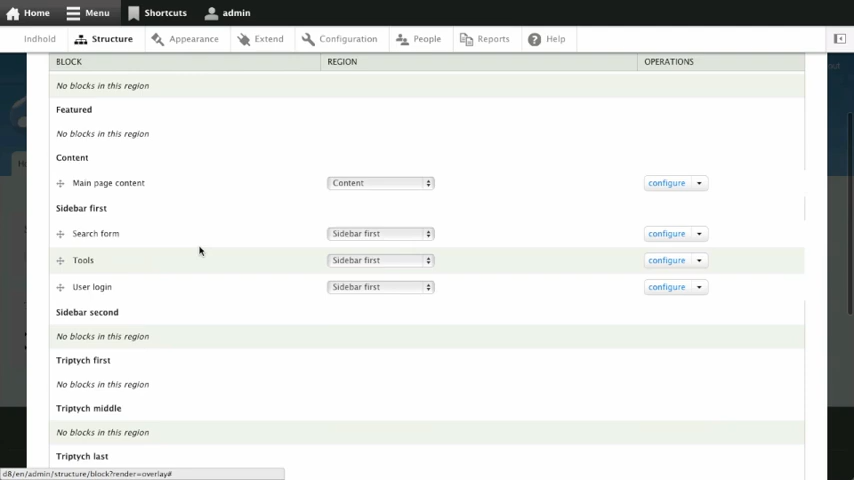 Home Menu Shortcuts admin
Indhold Structure Appearance Extend Configuration People Reports Help
BLOCK REGION OPERATIONS
No blocks in this region
Featured
No blocks in this region
Content
Main page content Content configure
Sidebar first
Search form Sidebar first configure
Tools Sidebar first configure
User login Sidebar first configure
Sidebar second
No blocks in this region
Triptych first
No blocks in this region
Triptych middle
No blocks in this region
Triptych last
d8/en/admin/structure/block?render=overlay#